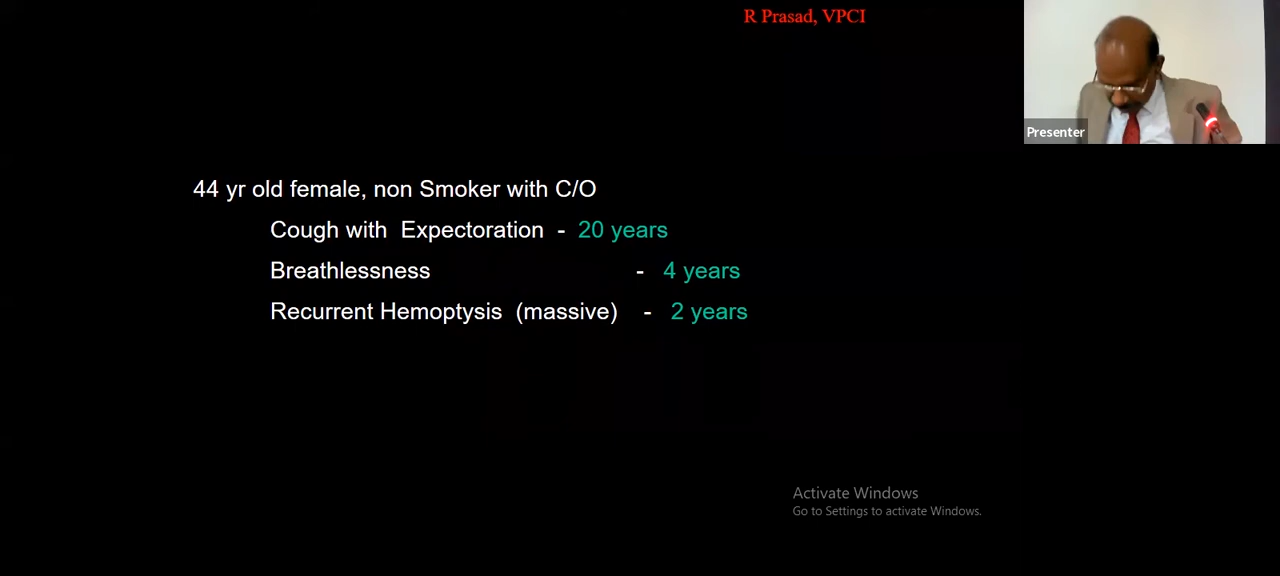 R Prasad, VPCI
Presenter
44 yr old female, non Smoker with C/O
Cough with Expectoration - 20 years
Breathlessness - 4 years
Recurrent Hemoptysis (massive) - 2 years
Activate Windows
Go to Settings to activate Windows.